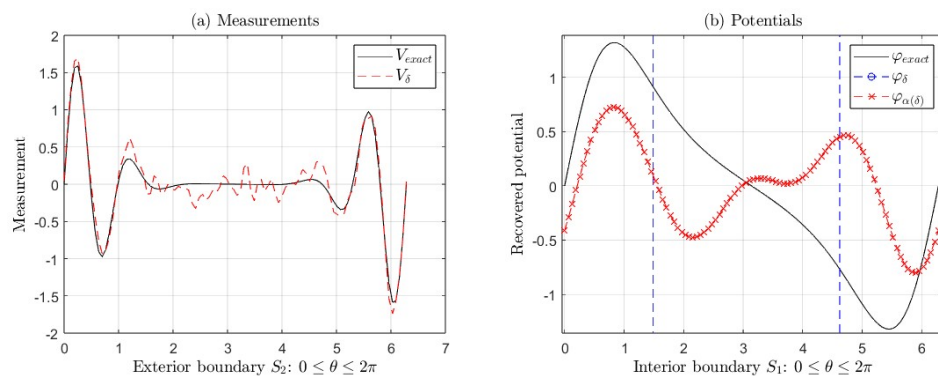 (a) Measurements
2
1.5
1
0.5
0
-0.5
-1
-1.5
-2
Measurement
V_exact
V_δ
0 1 2 3 4 5 6 7
Exterior boundary S_2: 0 ≤ θ ≤ 2π
(b) Potentials
1
0.5
0
-0.5
-1
Recovered potential
φ_exact
φ_δ
φ_α(δ)
0 1 2 3 4 5 6
Interior boundary S_1: 0 ≤ θ ≤ 2π